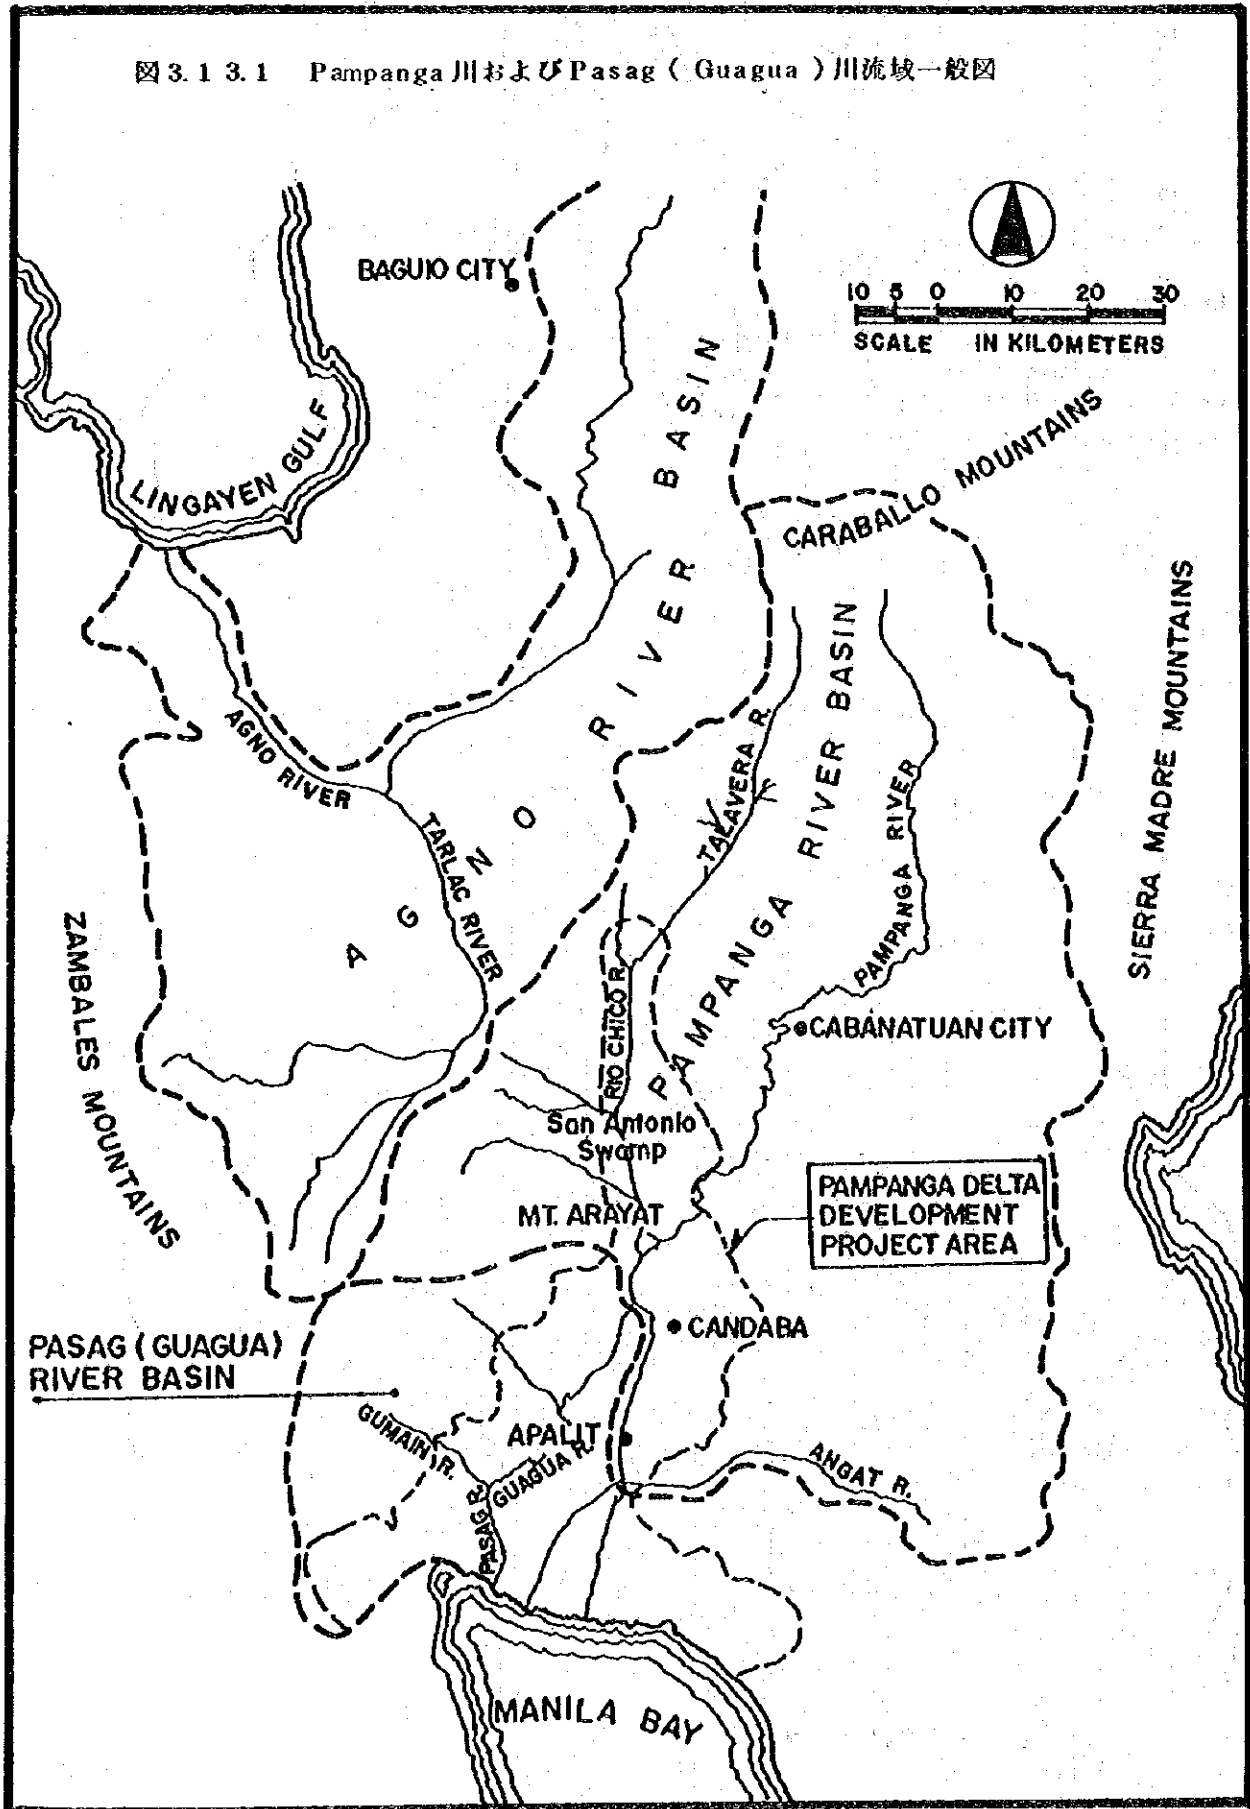 図3.1 3.1 Pampanga川およびPasag ( Guagua )川流域一般図
BAGUIO CITY
10 5 0 10 20 30
SCALE IN KILOMETERS
LINGAYEN GULF
CARABALLO MOUNTAINS
AGNO RIVER BASIN
SIERRA MADRE MOUNTAINS
PAMPANGA RIVER BASIN
AGNO RIVER
TALAVERA R.
PAMPANGA RIVER
TARLAC RIVER
ZAMBALES MOUNTAINS
RIO CHICO R.
CABANATUAN CITY
San Antonio
Swamp
MT. ARAYAT
PAMPANGA DELTA
DEVELOPMENT
PROJECT AREA
CANDABA
PASAG ( GUAGUA )
RIVER BASIN
GUMAIN R.
APALIT
GUAGUA R.
ANGAT R.
PASAG R.
MANILA BAY